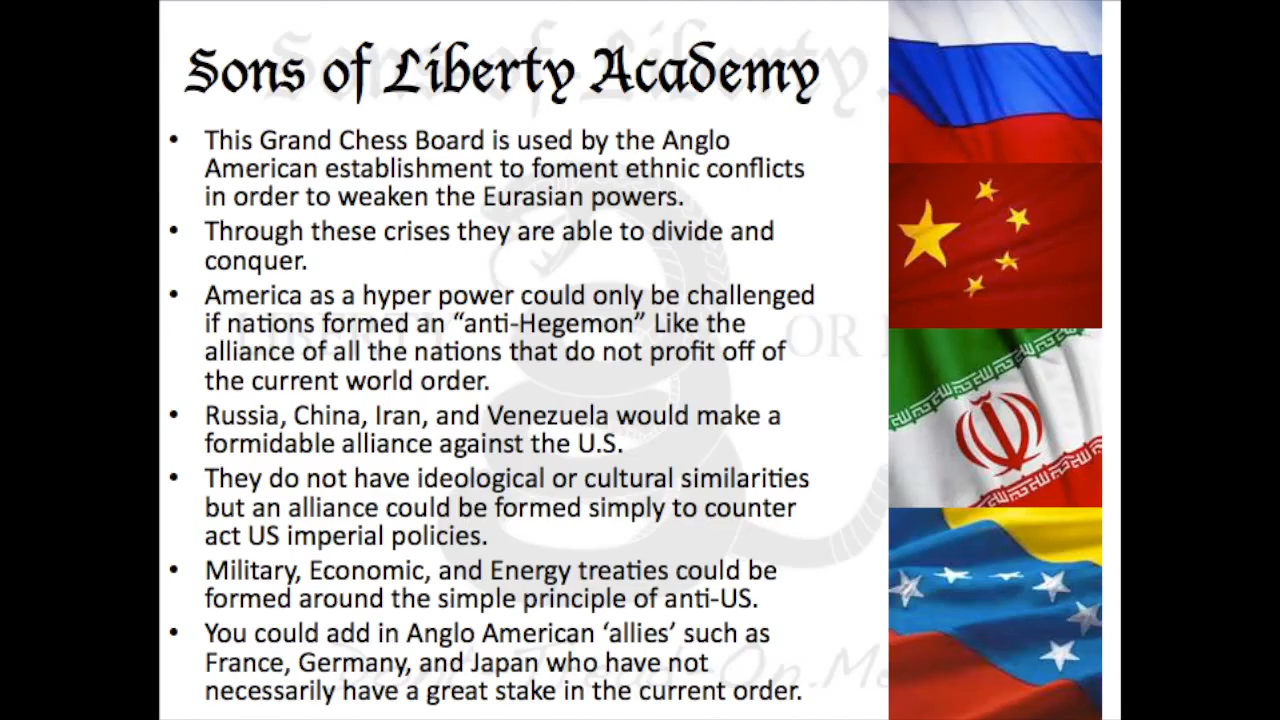 Sons of Liberty Academy
• This Grand Chess Board is used by the Anglo
American establishment to foment ethnic conflicts
in order to weaken the Eurasian powers.
• Through these crises they are able to divide and
conquer.
• America as a hyper power could only be challenged
if nations formed an “anti-Hegemon” Like the
alliance of all the nations that do not profit off of
the current world order.
• Russia, China, Iran, and Venezuela would make a
formidable alliance against the U.S.
• They do not have ideological or cultural similarities
but an alliance could be formed simply to counter
act US imperial policies.
• Military, Economic, and Energy treaties could be
formed around the simple principle of anti-US.
• You could add in Anglo American ‘allies’ such as
France, Germany, and Japan who have not
necessarily have a great stake in the current order.